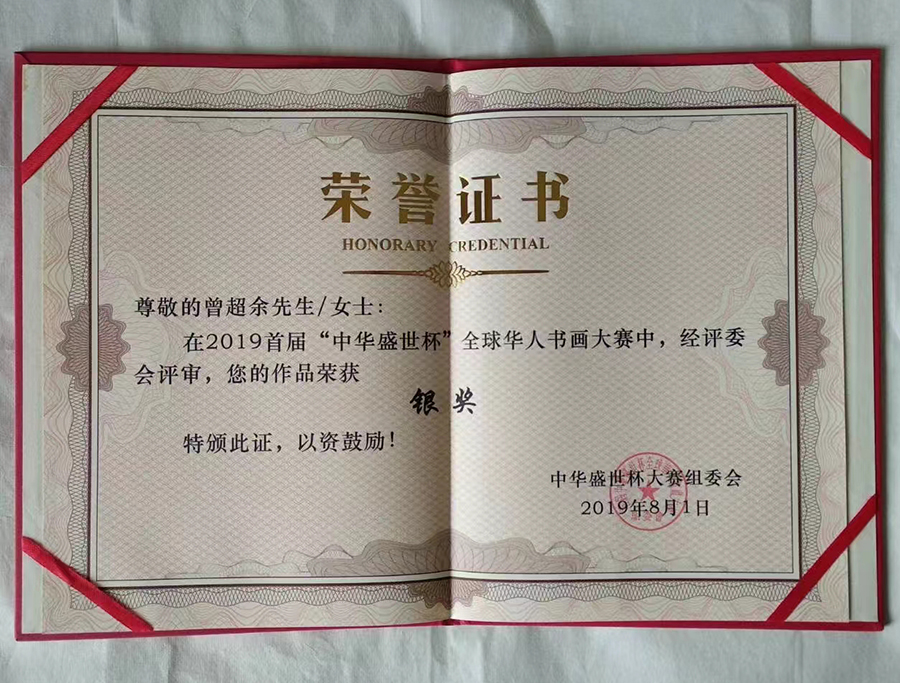 荣誉证书
HONORARY CREDENTIAL
尊敬的曾超余先生/女士：
在2019首届“中华盛世杯”全球华人书画大赛中，经评委
会评审，您的作品荣获
银奖
特颁此证，以资鼓励！
中华盛世杯大赛组委会
2019年8月1日